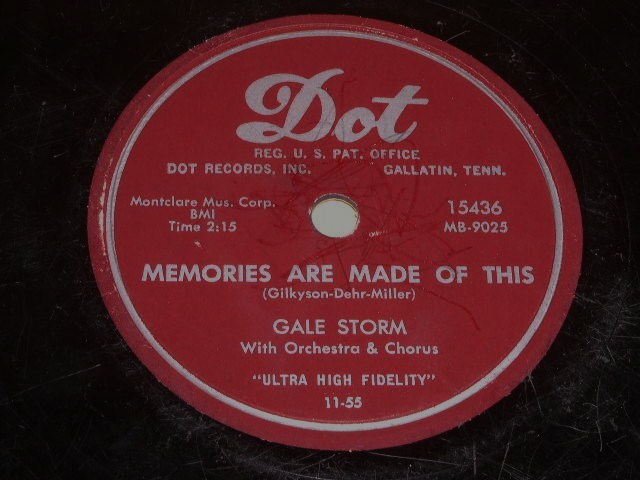 Dot
REG. U. S. PAT. OFFICE
DOT RECORDS, INC. GALLATIN, TENN.
Montclare Mus. Corp.
BMI
Time 2:15
15436
MB-9025
MEMORIES ARE MADE OF THIS
(Gilkyson-Dehr-Miller)
GALE STORM
With Orchestra & Chorus
"ULTRA HIGH FIDELITY"
11-55